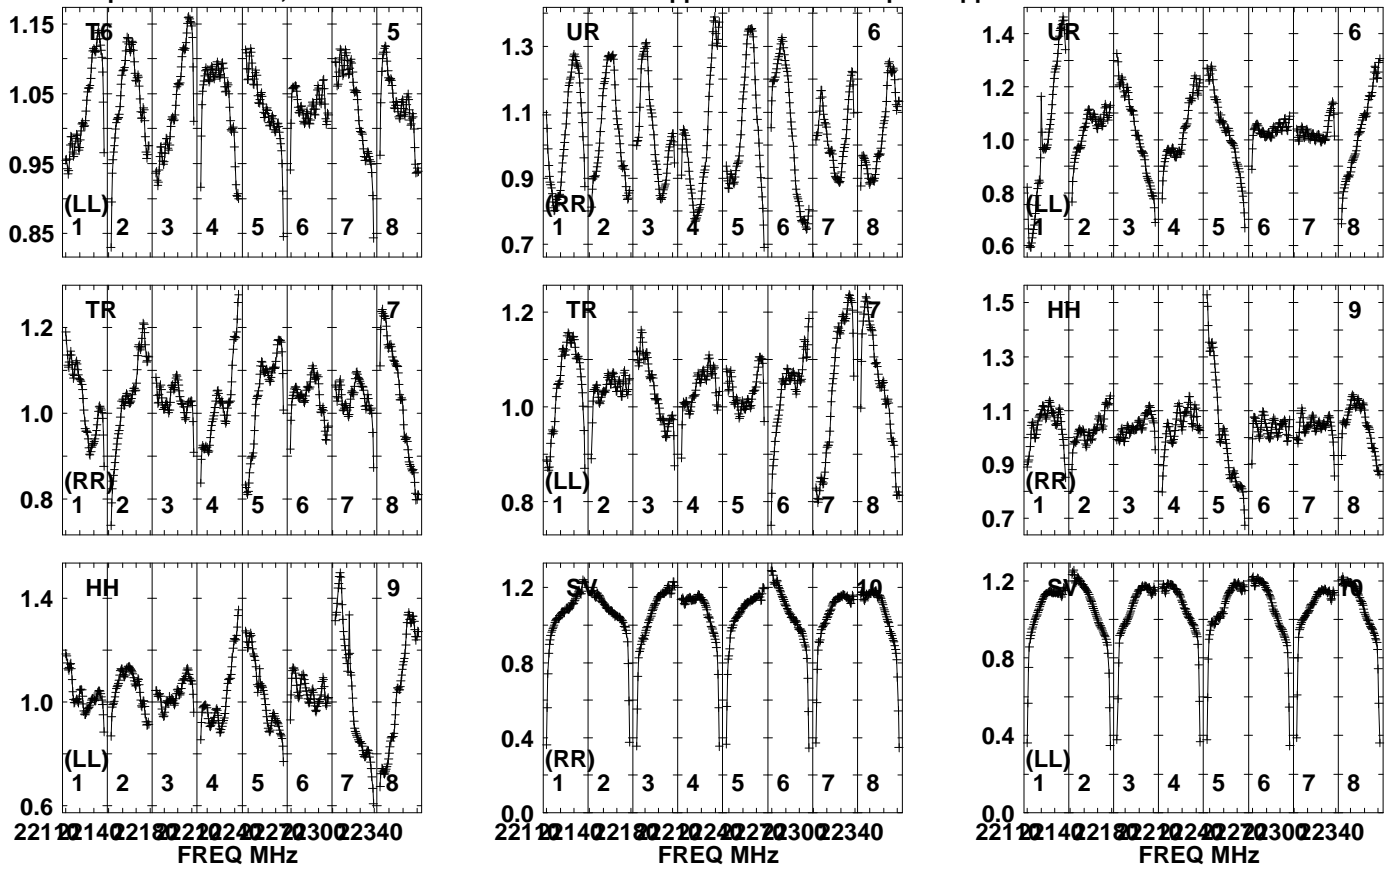 1.15 T6 5
1.05
0.95
(LL)
0.85 1 2 3 4 5 6 7 8
1.3 UR 6
1.1
0.9
(RR)
0.7 1 2 3 4 5 6 7 8
1.4 UR 6
1.2
1.0
0.8
(LL)
0.6 1 2 3 4 5 6 7 8
TR 7
1.2
1.0
(RR)
0.8 1 2 3 4 5 6 7 8
TR 7
1.2
1.0
(LL)
0.8 1 2 3 4 5 6 7 8
1.5 HH 9
1.3
1.1
0.9
(RR)
0.7 1 2 3 4 5 6 7 8
HH 9
1.4
1.0
(LL)
1 2 3 4 5 6 7 8
0.6
FREQ MHz
1.2 SV 10
0.8
0.4
(RR)
1 2 3 4 5 6 7 8
0.0
1.2 SV 10
0.8
0.4
(LL)
1 2 3 4 5 6 7 8
0.0
FREQ MHz